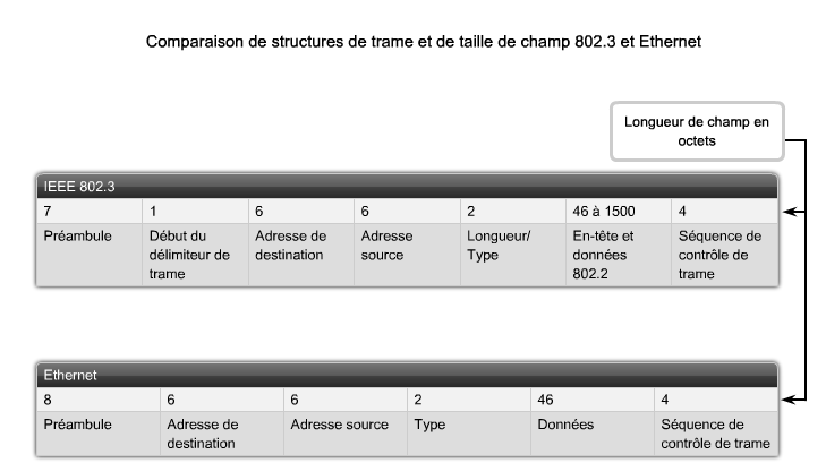 Comparaison de structures de trame et de taille de champ 802.3 et Ethernet
Longueur de champ en
octets
IEEE 802.3
7 1 6 6 2 46 à 1500 4
Préambule Début du Adresse de Adresse Longueur/ En-tête et Séquence de
délimiteur de destination source Type données contrôle de
trame 802.2 trame
Ethernet
8 6 6 2 46 4
Préambule Adresse de Adresse source Type Données Séquence de
destination contrôle de trame